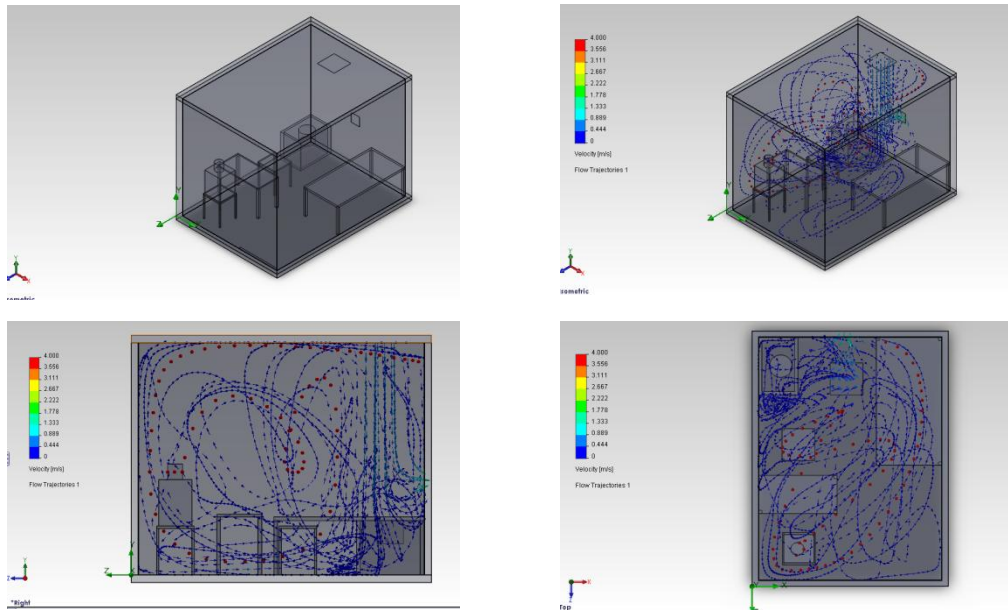 Y
Z
Y
Z
X
sometric
4.000
3.556
3.111
2.667
2.222
1.778
1.333
0.889
0.444
0
Velocity [m/s]
Flow Trajectories 1
Y
Z
Y
Z
X
sometric
4.000
3.556
3.111
2.667
2.222
1.778
1.333
0.889
0.444
0
Velocity [m/s]
Flow Trajectories 1
Y
Z
Y
Z
*Right
4.000
3.556
3.111
2.667
2.222
1.778
1.333
0.889
0.444
0
Velocity [m/s]
Flow Trajectories 1
X
X
Z
Top